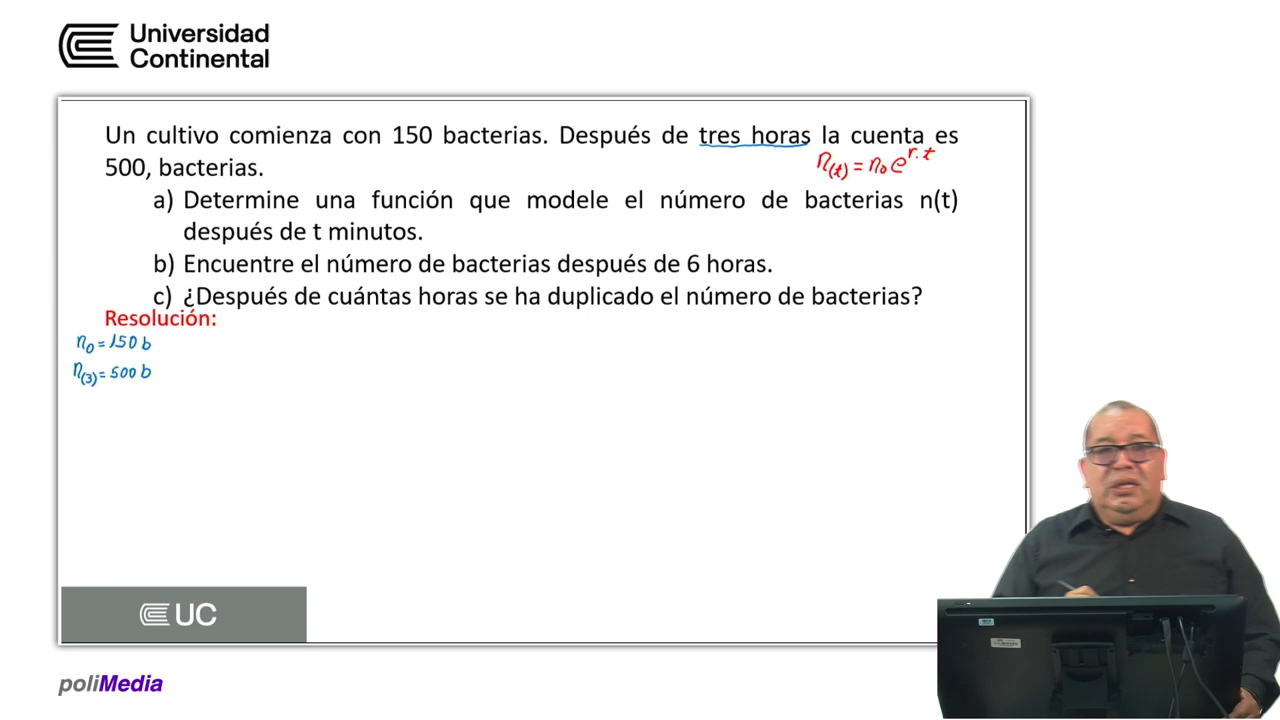 Universidad
Continental
Un cultivo comienza con 150 bacterias. Después de tres horas la cuenta es
500, bacterias.
n(t) = n₀ e^r.t
a) Determine una función que modele el número de bacterias n(t)
después de t minutos.
b) Encuentre el número de bacterias después de 6 horas.
c) ¿Después de cuántas horas se ha duplicado el número de bacterias?
Resolución:
n₀ = 150 b
n(3) = 500 b
UC
poliMedia